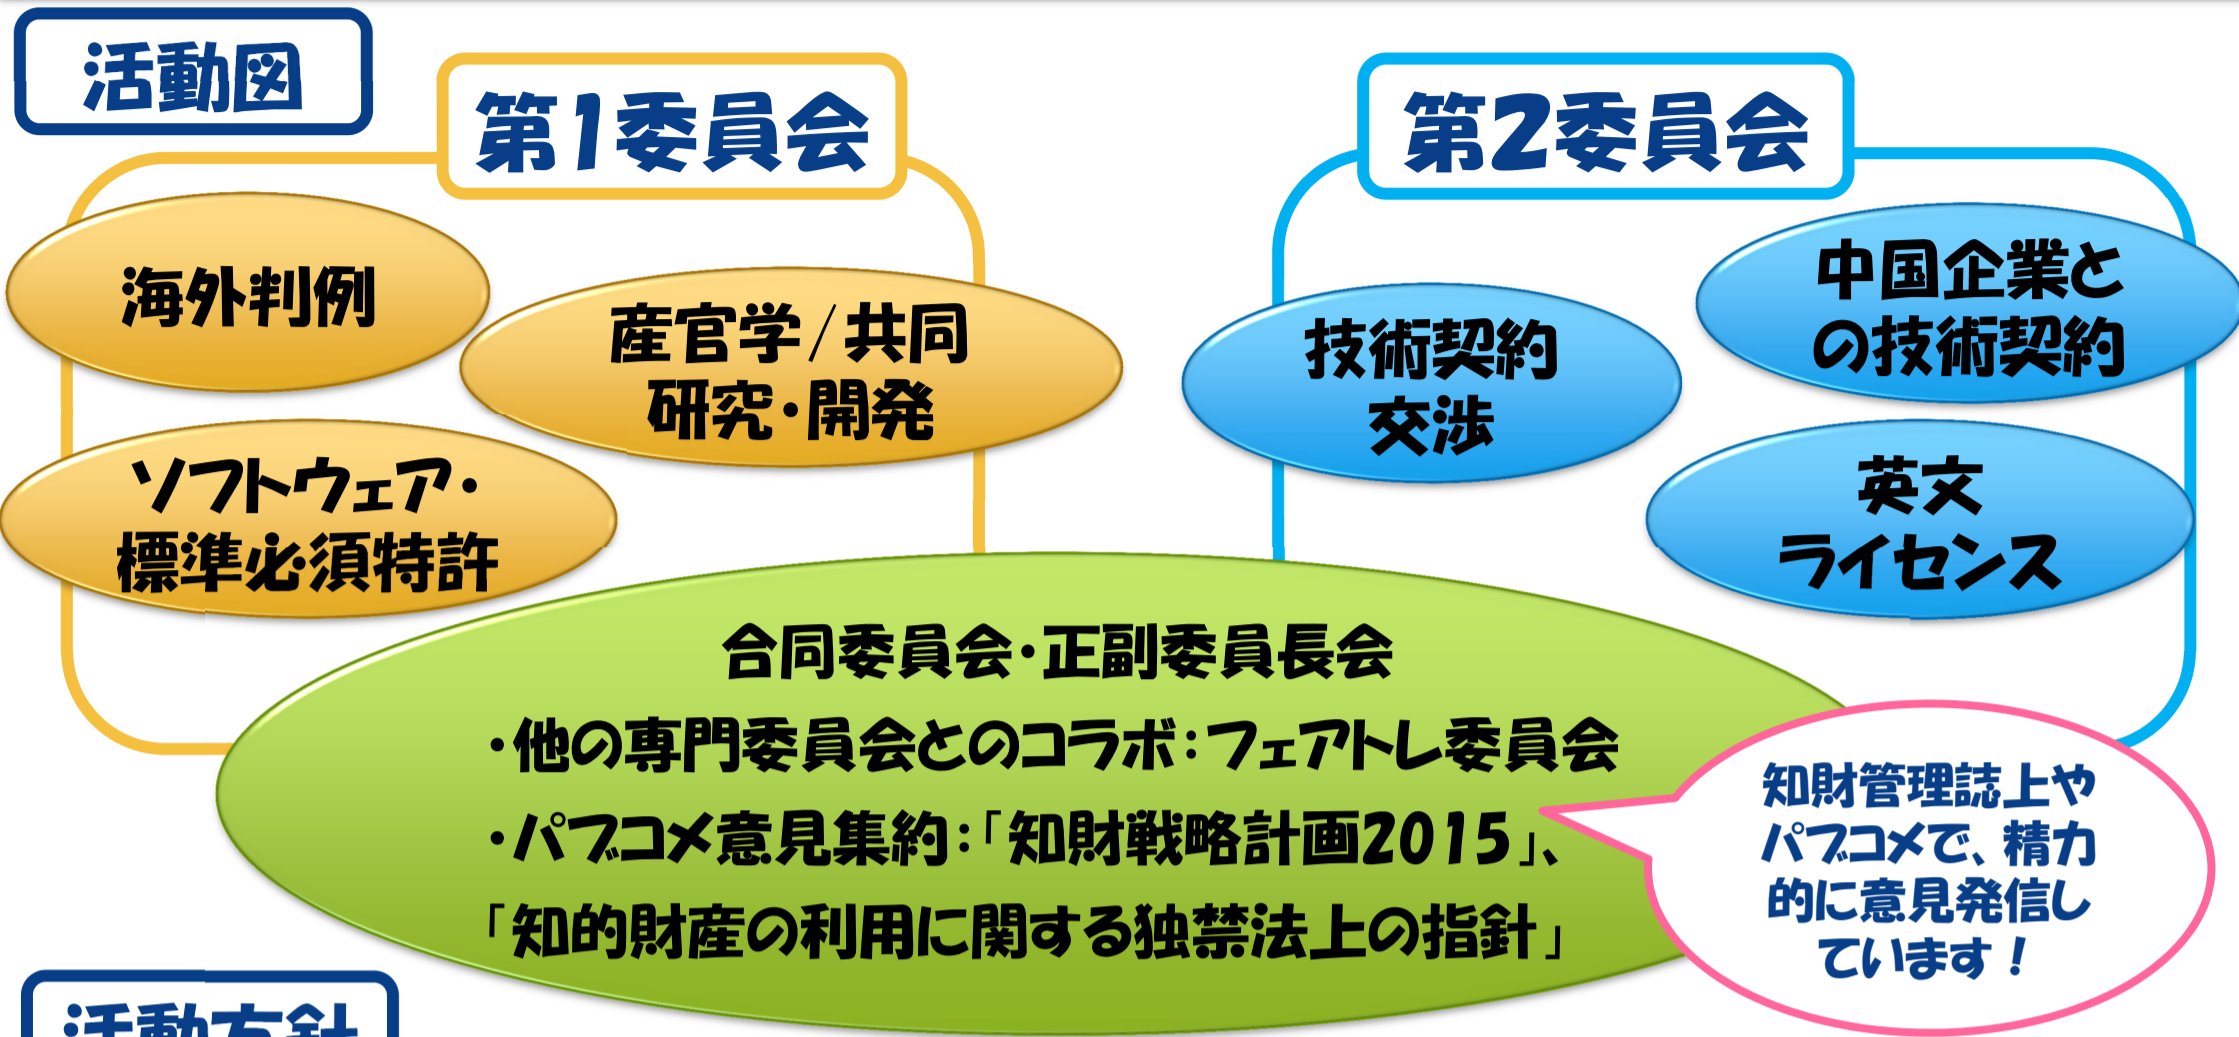 活動図
第1委員会
海外判例
産官学/共同
研究・開発
ソフトウェア・
標準必須特許
第2委員会
技術契約
交渉
中国企業と
の技術契約
英文
ライセンス
合同委員会・正副委員長会
・他の専門委員会とのコラボ：フェアトレ委員会
・パブコメ意見集約：「知財戦略計画2015」、
「知的財産の利用に関する独禁法上の指針」
知財管理誌上や
パブコメで、精力
的に意見発信し
ています！
活動方針